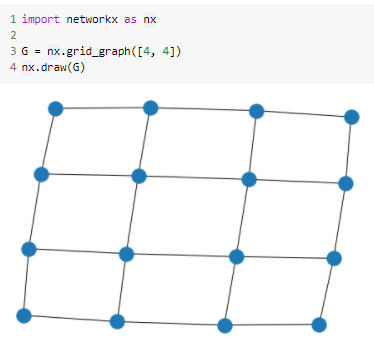 1 import networkx as nx
2
3 G = nx.grid_graph([4, 4])
4 nx.draw(G)